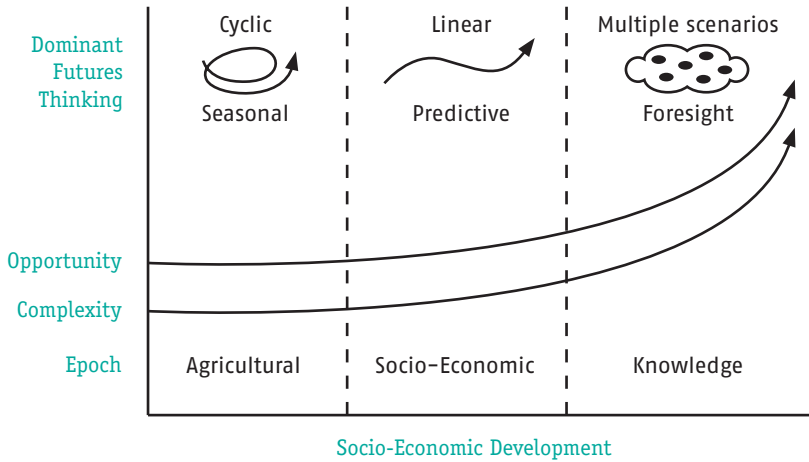 Dominant
Futures
Thinking
Cyclic
Seasonal
Linear
Predictive
Multiple scenarios
Foresight
Opportunity
Complexity
Epoch
Agricultural
Socio-Economic
Knowledge
Socio-Economic Development